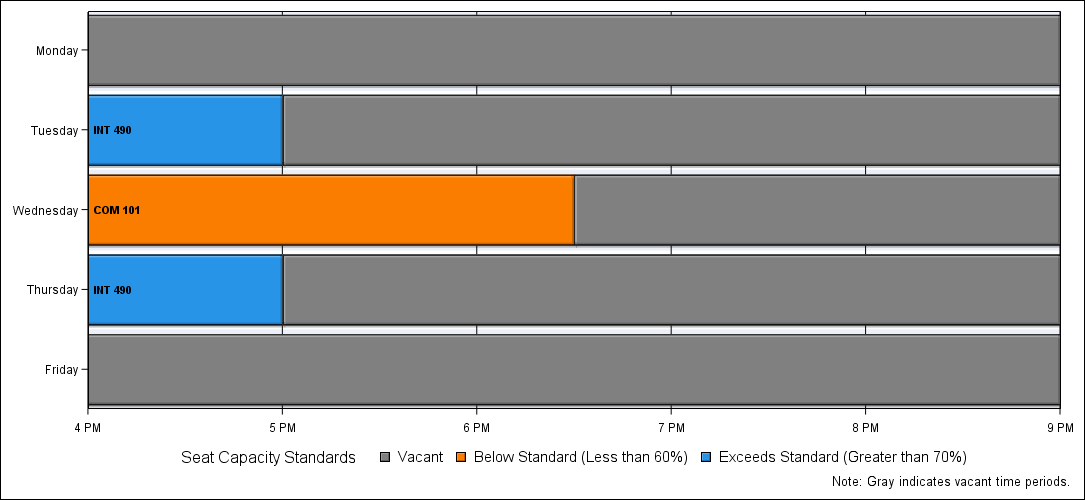 Monday
Tuesday
INT 490
Wednesday
COM 101
Thursday
INT 490
Friday
4 PM 5 PM 6 PM 7 PM 8 PM 9 PM
Seat Capacity Standards Vacant Below Standard (Less than 60%) Exceeds Standard (Greater than 70%)
Note: Gray indicates vacant time periods.